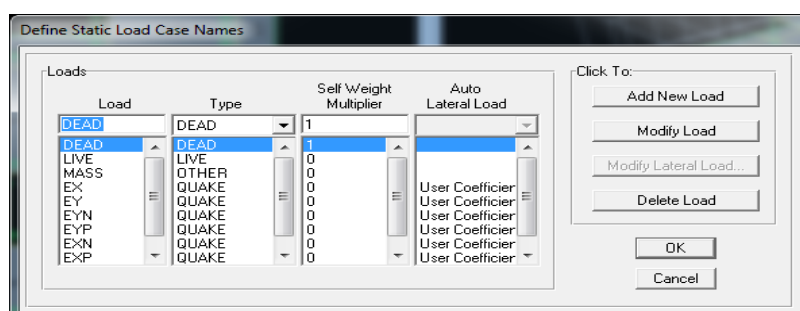 Define Static Load Case Names
Loads
Click To:
Load Type Self Weight Multiplier Auto Lateral Load
DEAD DEAD 1
DEAD DEAD 1
LIVE LIVE 0
MASS OTHER 0
EX QUAKE 0 User Coefficier
EY QUAKE 0 User Coefficier
EYN QUAKE 0 User Coefficier
EYP QUAKE 0 User Coefficier
EXN QUAKE 0 User Coefficier
EXP QUAKE 0 User Coefficier
Add New Load
Modify Load
Modify Lateral Load...
Delete Load
OK
Cancel